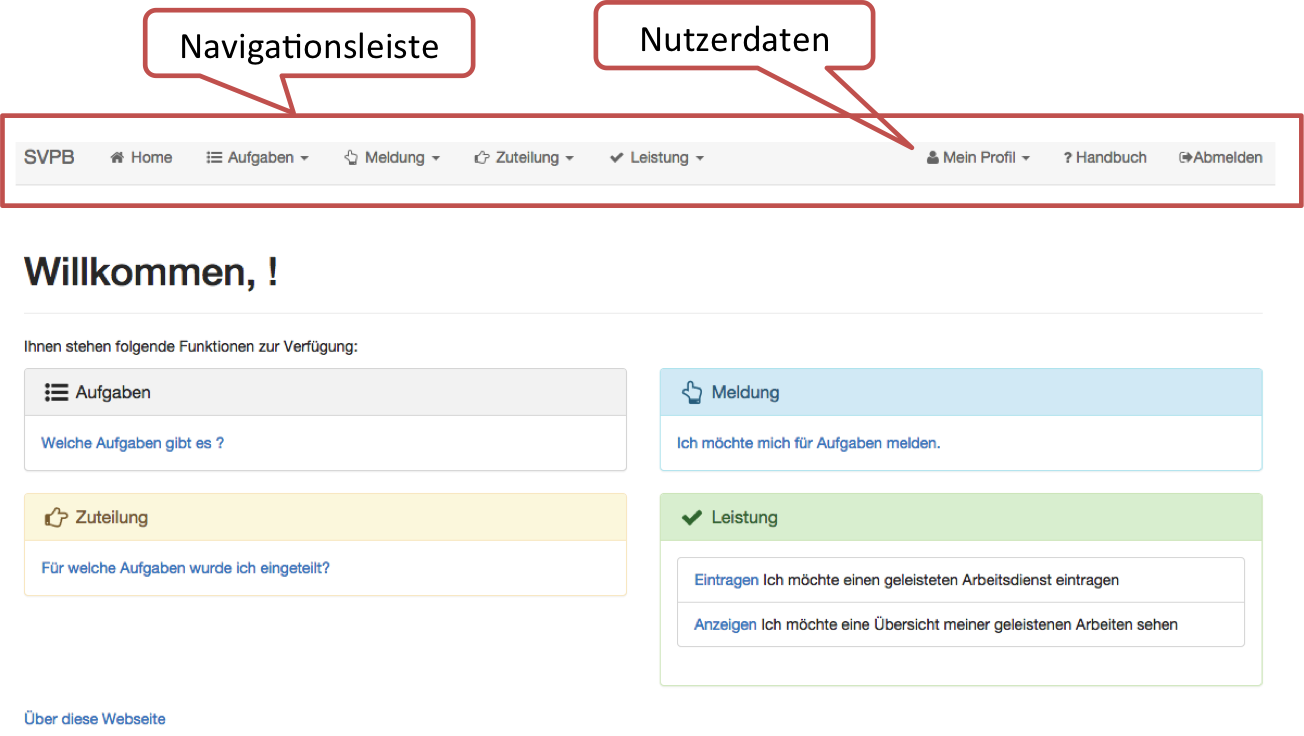 Navigationsleiste
Nutzerdaten
SVPB Home Aufgaben Meldung Zuteilung Leistung Mein Profil ? Handbuch Abmelden
Willkommen, !
Ihnen stehen folgende Funktionen zur Verfügung:
Aufgaben
Welche Aufgaben gibt es ?
Meldung
Ich möchte mich für Aufgaben melden.
Zuteilung
Für welche Aufgaben wurde ich eingeteilt?
Leistung
Eintragen Ich möchte einen geleisteten Arbeitsdienst eintragen
Anzeigen Ich möchte eine Übersicht meiner geleistenen Arbeiten sehen
Über diese Webseite